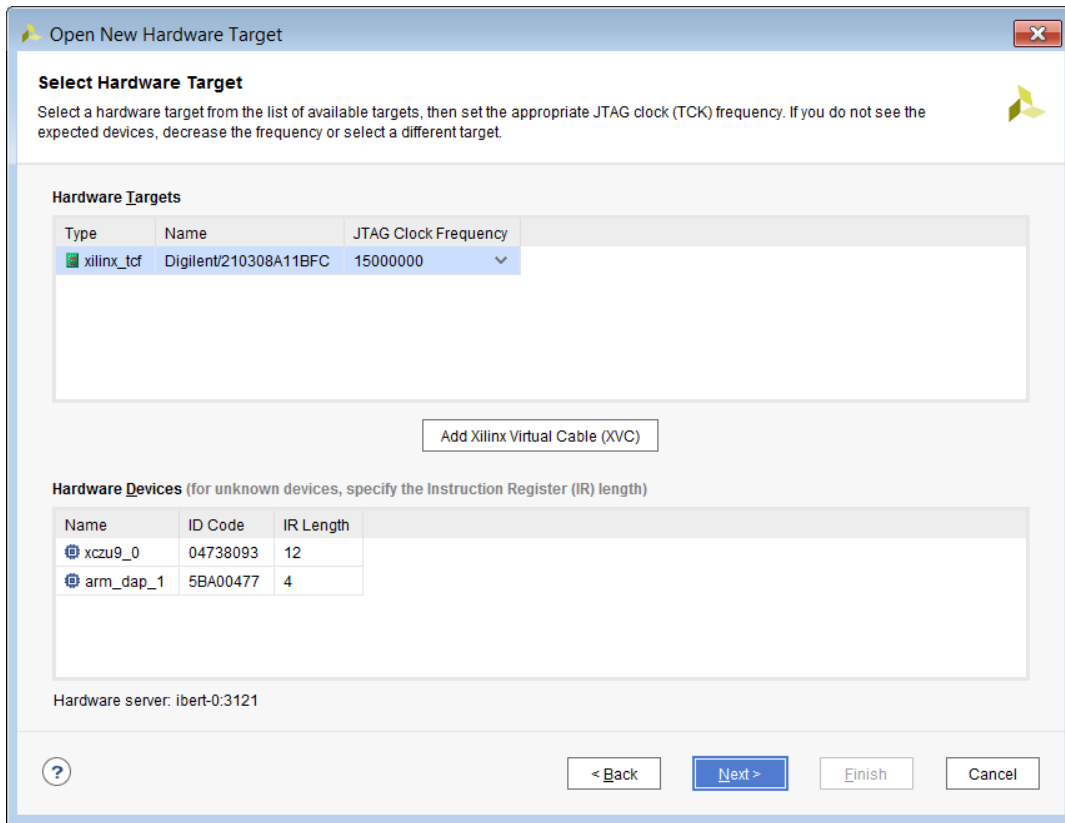 Open New Hardware Target
Select Hardware Target
Select a hardware target from the list of available targets, then set the appropriate JTAG clock (TCK) frequency. If you do not see the
expected devices, decrease the frequency or select a different target.
Hardware Targets
Type Name JTAG Clock Frequency
xilinx_tcf Digilent/210308A11BFC 15000000
Add Xilinx Virtual Cable (XVC)
Hardware Devices (for unknown devices, specify the Instruction Register (IR) length)
Name ID Code IR Length
xczu9_0 04738093 12
arm_dap_1 5BA00477 4
Hardware server: ibert-0:3121
? < Back Next > Finish Cancel